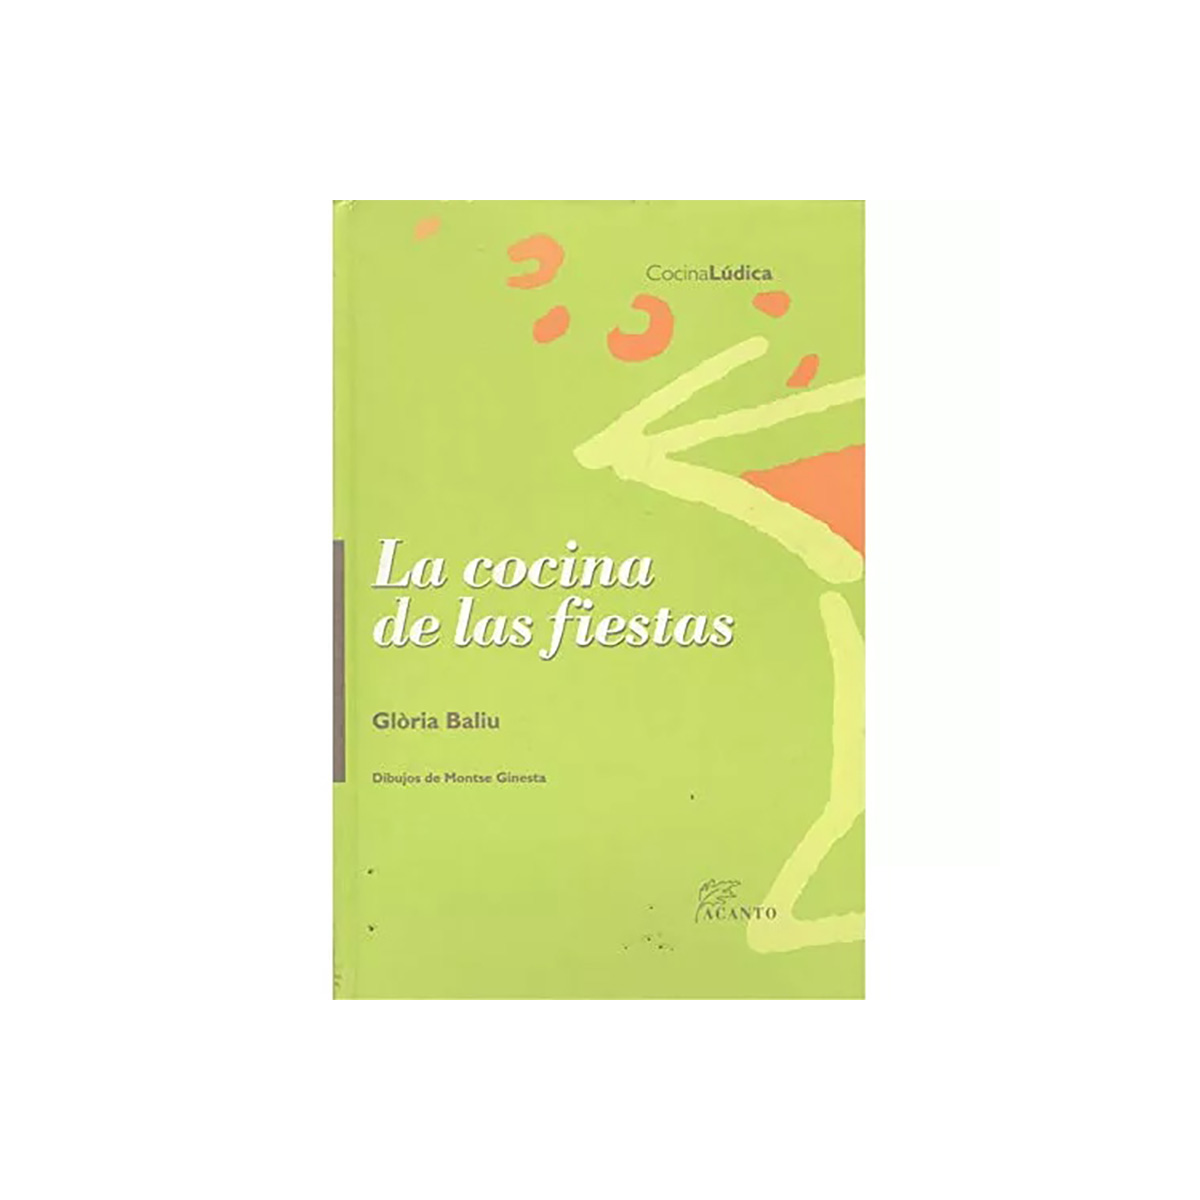 CocinaLúdica
La cocina
de las fiestas
Glòria Baliu
Dibujos de Montse Ginesta
ACANTO